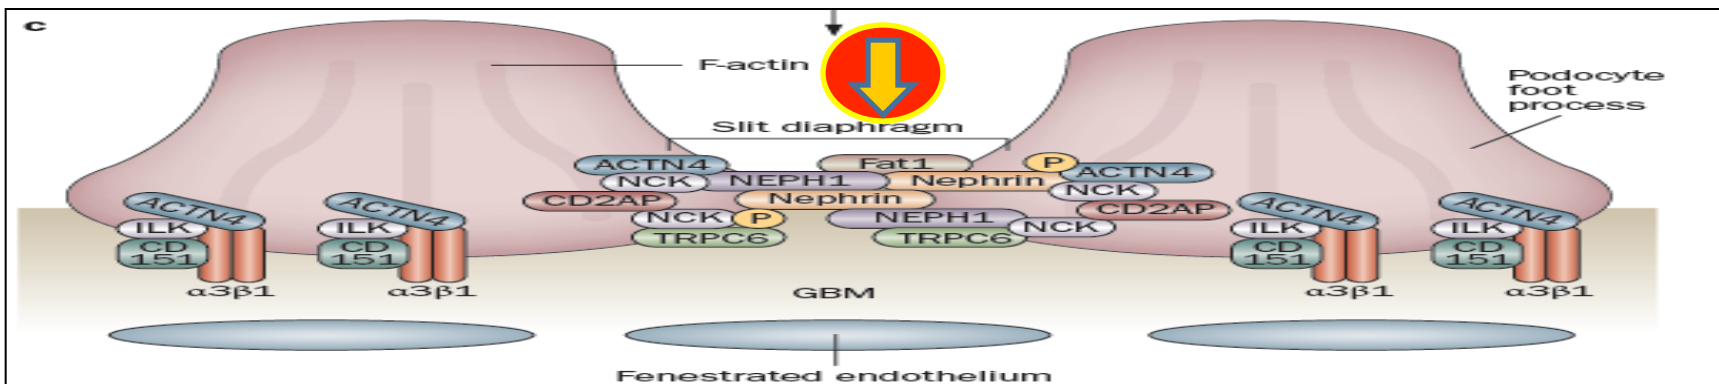 c
F-actin
Podocyte
foot
process
Slit diaphragm
ACTN4
Fat1
P
ACTN4
NCK
NEPH1
Nephrin
NCK
CD2AP
Nephrin
CD2AP
NCK
P
NEPH1
NCK
TRPC6
TRPC6
ACTN4
ILK
CD
151
α3β1
ACTN4
ILK
CD
151
α3β1
ACTN4
ILK
CD
151
α3β1
ACTN4
ILK
CD
151
α3β1
GBM
Fenestrated endothelium